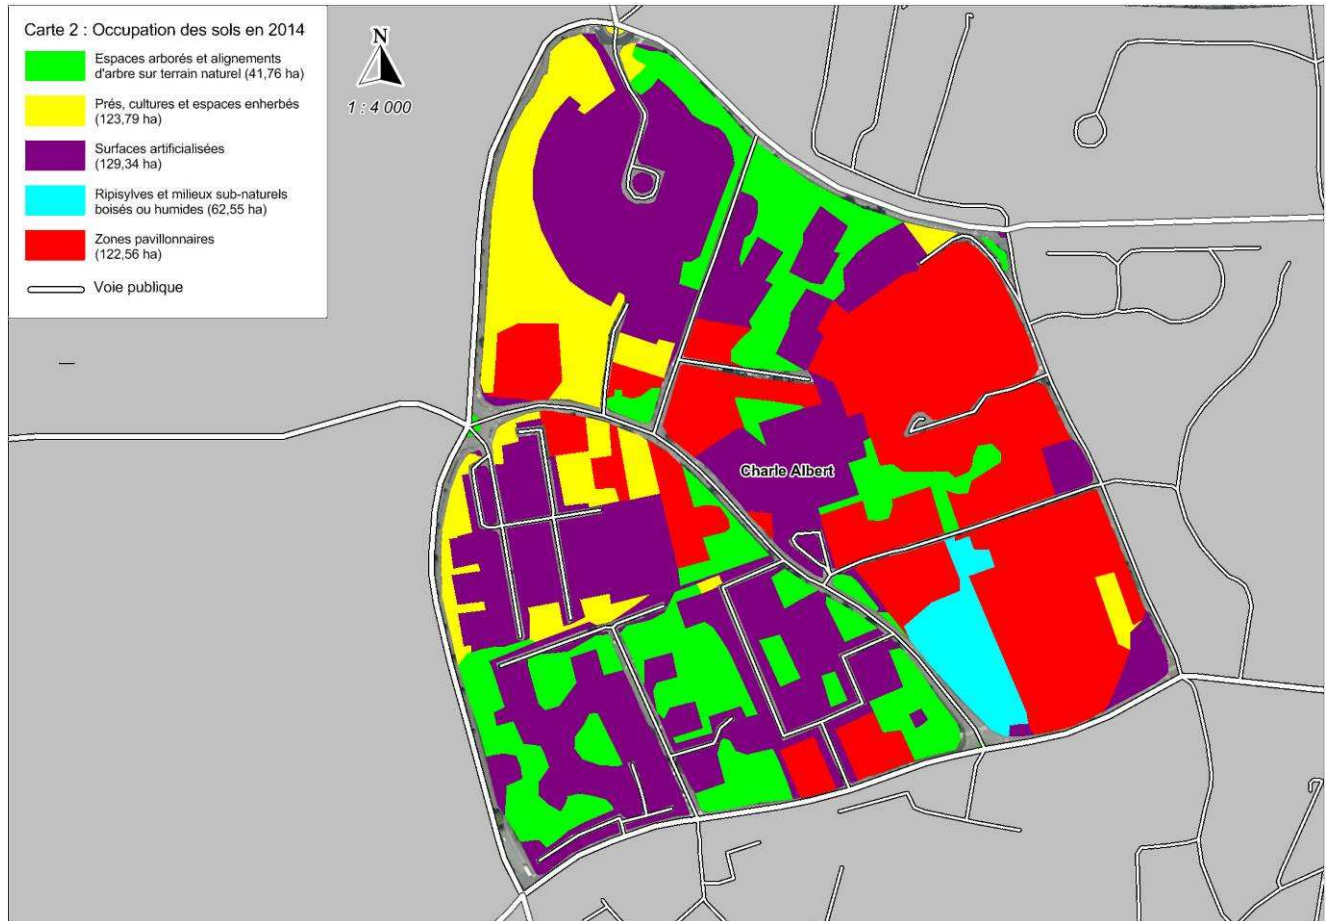 Carte 2 : Occupation des sols en 2014
Espaces arborés et alignements
d'arbre sur terrain naturel (41,76 ha)
Prés, cultures et espaces enherbés
(123,79 ha)
Surfaces artificialisées
(129,34 ha)
Ripisylves et milieux sub-naturels
boisés ou humides (62,55 ha)
Zones pavillonnaires
(122,56 ha)
Voie publique
N
1 : 4 000
Charle Albert